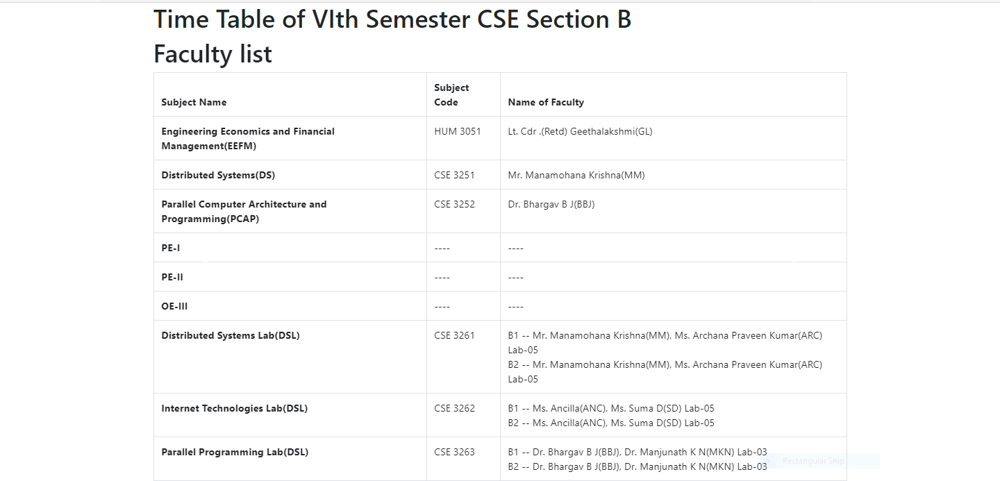 Time Table of VIth Semester CSE Section B
Faculty list
Subject Name
Subject
Code
Name of Faculty
Engineering Economics and Financial
Management(EEFM)
HUM 3051
Lt. Cdr .(Retd) Geethalakshmi(GL)
Distributed Systems(DS)
CSE 3251
Mr. Manamohana Krishna(MM)
Parallel Computer Architecture and
Programming(PCAP)
CSE 3252
Dr. Bhargav B J(BBJ)
PE-I
----
----
PE-II
----
----
OE-III
----
----
Distributed Systems Lab(DSL)
CSE 3261
B1 -- Mr. Manamohana Krishna(MM), Ms. Archana Praveen Kumar(ARC)
Lab-05
B2 -- Mr. Manamohana Krishna(MM), Ms. Archana Praveen Kumar(ARC)
Lab-05
Internet Technologies Lab(DSL)
CSE 3262
B1 -- Ms. Ancilla(ANC), Ms. Suma D(SD) Lab-05
B2 -- Ms. Ancilla(ANC), Ms. Suma D(SD) Lab-05
Parallel Programming Lab(DSL)
CSE 3263
B1 -- Dr. Bhargav B J(BBJ), Dr. Manjunath K N(MKN) Lab-03
B2 -- Dr. Bhargav B J(BBJ), Dr. Manjunath K N(MKN) Lab-03
Rectangular Snip